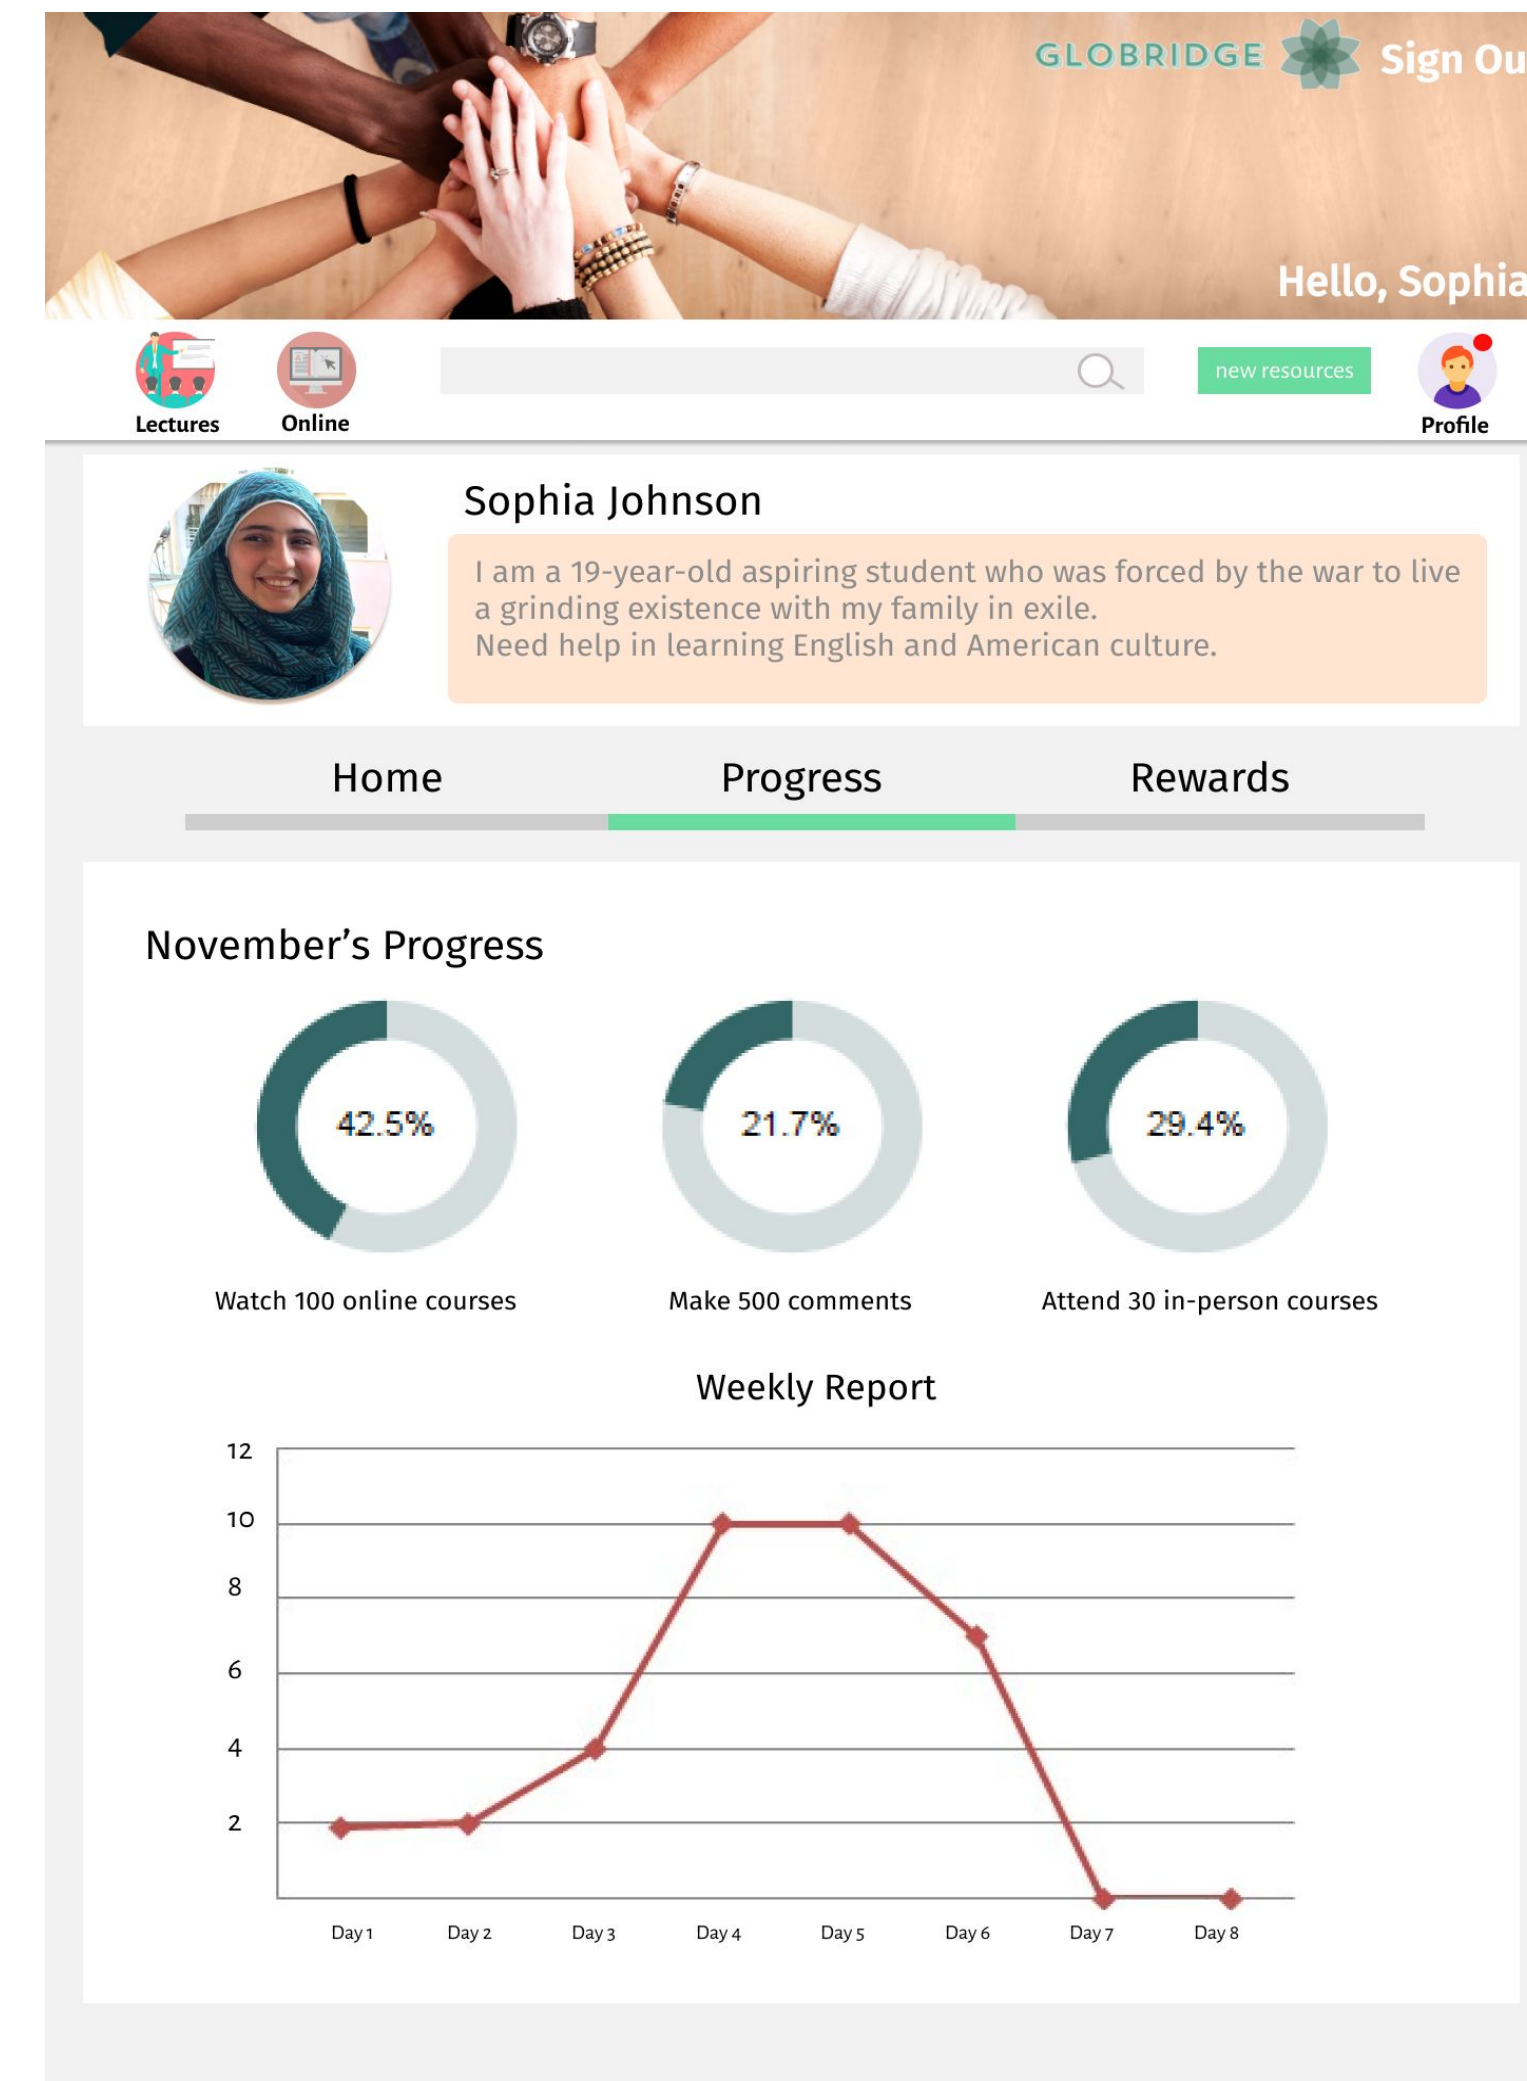 GLOBRIDGE Sign Ou
Hello, Sophia
new resources
Lectures Online Profile
Sophia Johnson
I am a 19-year-old aspiring student who was forced by the war to live
a grinding existence with my family in exile.
Need help in learning English and American culture.
Home Progress Rewards
November’s Progress
42.5% 21.7% 29.4%
Watch 100 online courses Make 500 comments Attend 30 in-person courses
Weekly Report
12
10
8
6
4
2
Day 1 Day 2 Day 3 Day 4 Day 5 Day 6 Day 7 Day 8